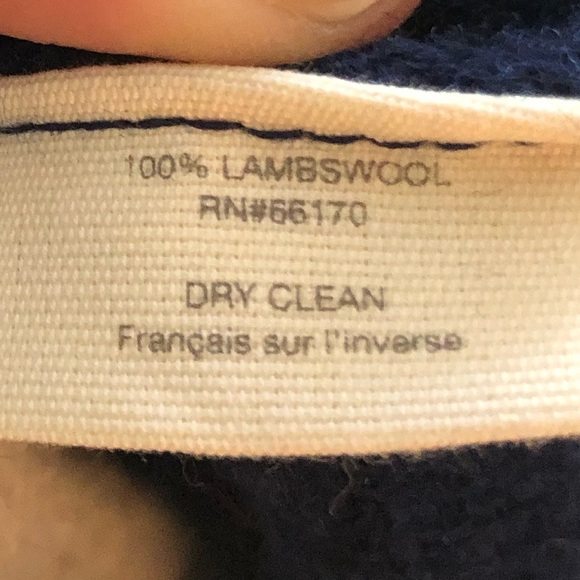 100% LAMBSWOOL
RN#66170
DRY CLEAN
Français sur l'inverse